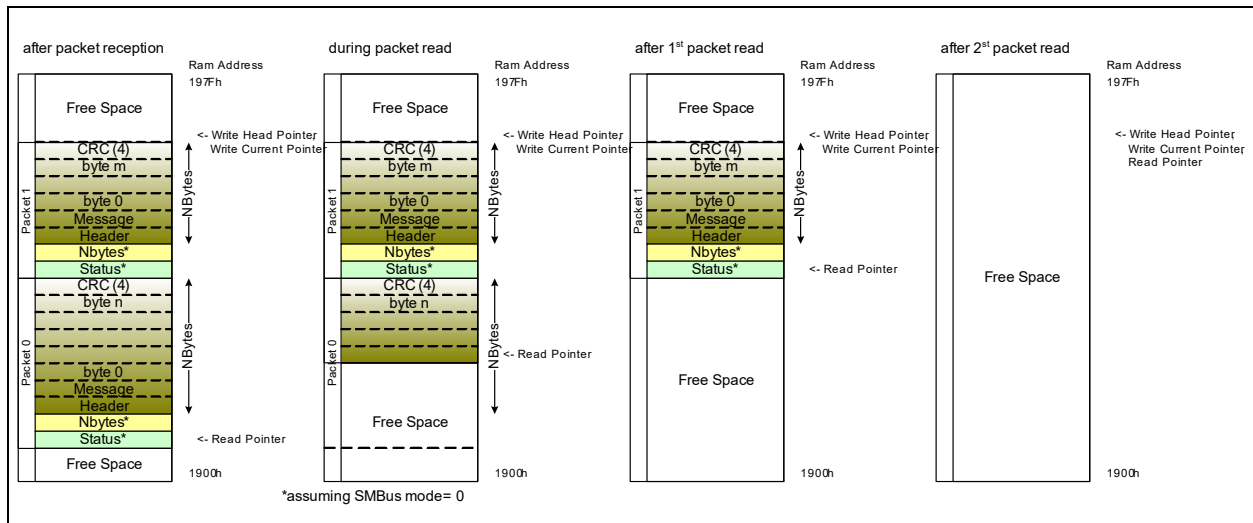 after packet reception
Ram Address
197Fh
Free Space
<- Write Head Pointer,
Write Current Pointer
CRC (4)
byte m
byte 0
Message
Header
Nbytes*
Status*
CRC (4)
byte n
byte 0
Message
Header
Nbytes*
Status*
Free Space
Packet 1
Packet 0
NBytes
NBytes
<- Read Pointer
1900h
during packet read
Ram Address
197Fh
Free Space
<- Write Head Pointer,
Write Current Pointer
CRC (4)
byte m
byte 0
Message
Header
Nbytes*
Status*
CRC (4)
byte n
Free Space
Packet 1
Packet 0
NBytes
NBytes
<- Read Pointer
1900h
*assuming SMBus mode= 0
after 1st packet read
Ram Address
197Fh
Free Space
<- Write Head Pointer,
Write Current Pointer
CRC (4)
byte m
byte 0
Message
Header
Nbytes*
Status*
Packet 1
NBytes
<- Read Pointer
Free Space
1900h
after 2st packet read
Ram Address
197Fh
<- Write Head Pointer,
Write Current Pointer,
Read Pointer
Free Space
1900h